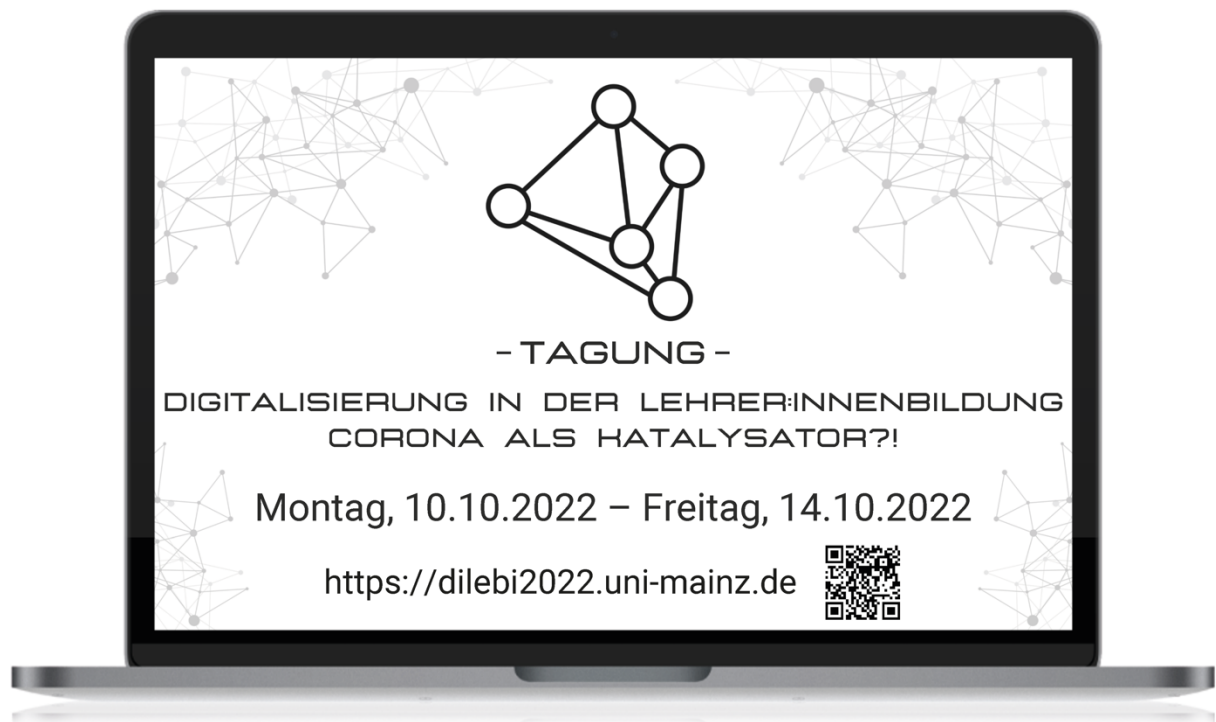 - TAGUNG -
DIGITALISIERUNG IN DER LEHRER:INNENBILDUNG
CORONA ALS KATALYSATOR?!
Montag, 10.10.2022 – Freitag, 14.10.2022
https://dilebi2022.uni-mainz.de